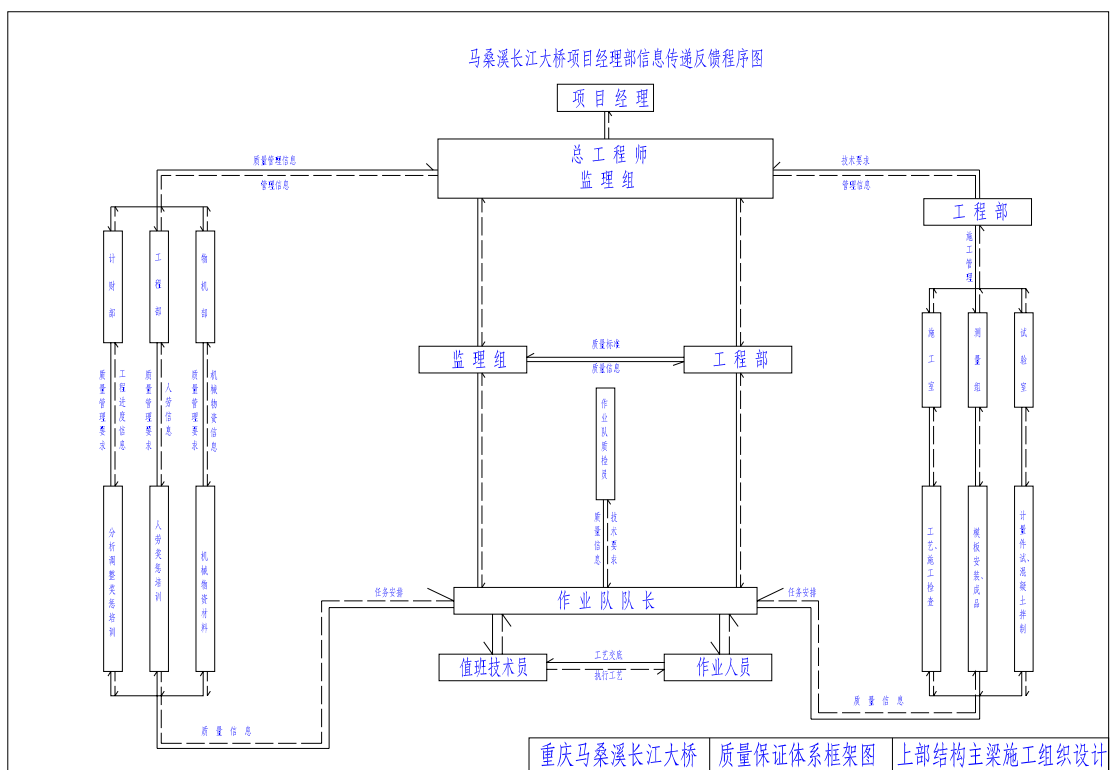 马桑溪长江大桥项目经理部信息传递反馈程序图
项目经理
总工程师
监理组
质量管理信息
管理信息
技术要求
管理信息
工程部
施工管理
计财部
工程部
物机部
施工室
测量组
试验室
监理组
质量标准
质量信息
工程部
质量管理要求
工程进度信息
质量管理要求
人劳信息
质量管理要求
机械物资信息
作业队质检员
质量信息
技术要求
分析调整奖惩培训
人劳奖惩培训
机械物资材料
工艺、施工检查
模板安装、成品
计量件试、混凝土拌制
任务安排
作业队队长
任务安排
值班技术员
工艺交底
执行工艺
作业人员
质量信息
质量信息
重庆马桑溪长江大桥
质量保证体系框架图
上部结构主梁施工组织设计